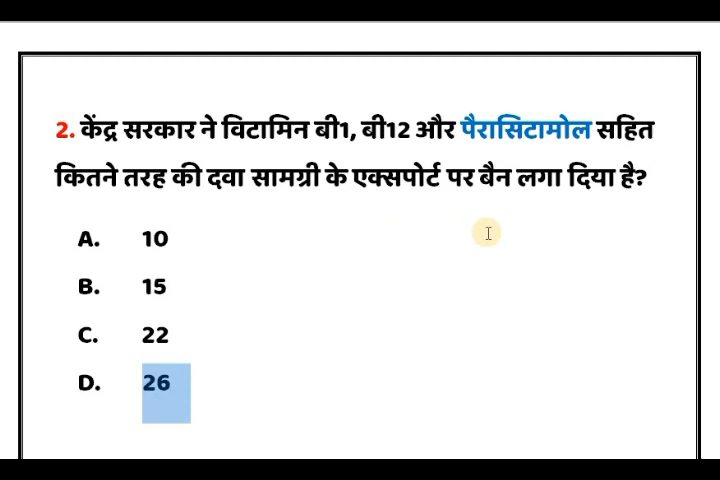 2. केंद्र सरकार ने विटामिन बी1, बी12 और पैरासिटामोल सहित
कितने तरह की दवा सामग्री के एक्सपोर्ट पर बैन लगा दिया है?
A. 10
B. 15
C. 22
D. 26